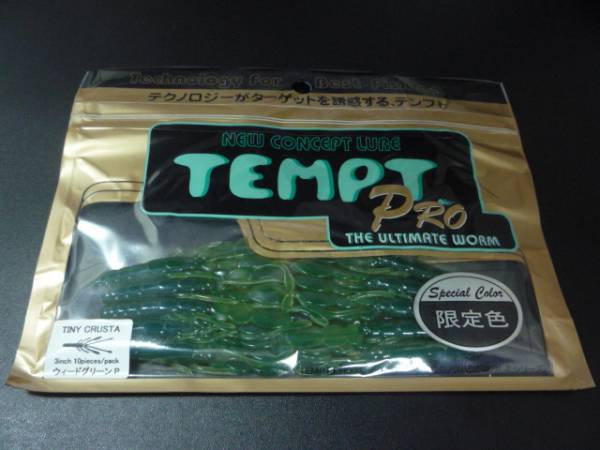 Technology For Best Fishing
テクノロジーがターゲットを誘惑する、テンプト
NEW CONCEPT LURE
TEMPT
PRO
THE ULTIMATE WORM
Special Color
限定色
TINY CRUSTA
3inch 10pieces/pack
ウィードグリーンP